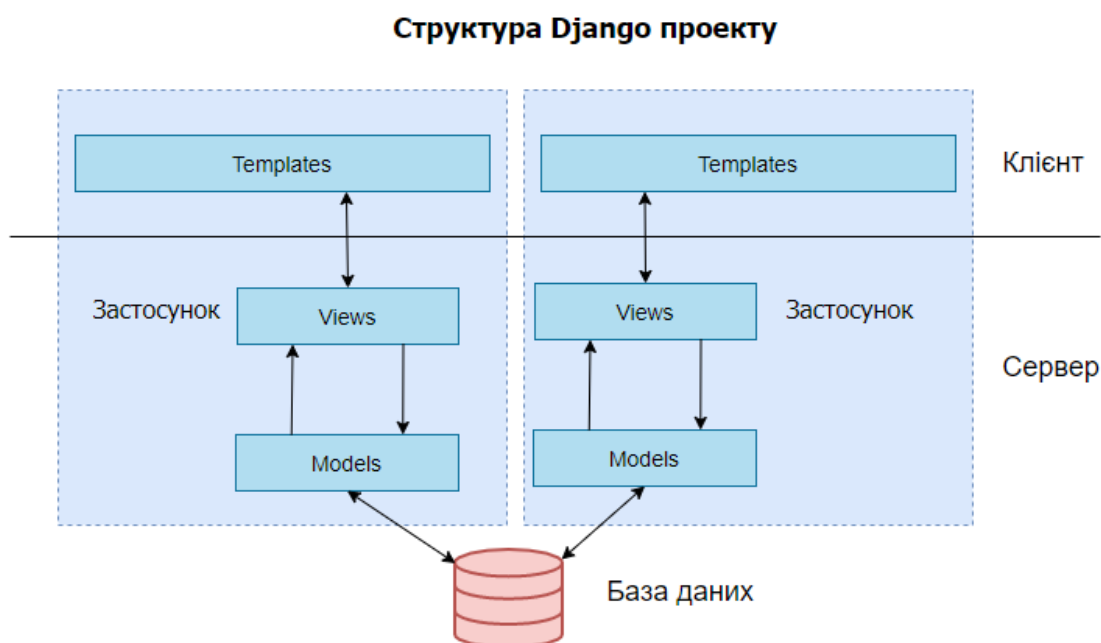 Структура Django проекту
Templates
Templates
Клієнт
Застосунок
Views
Views
Застосунок
Сервер
Models
Models
База даних